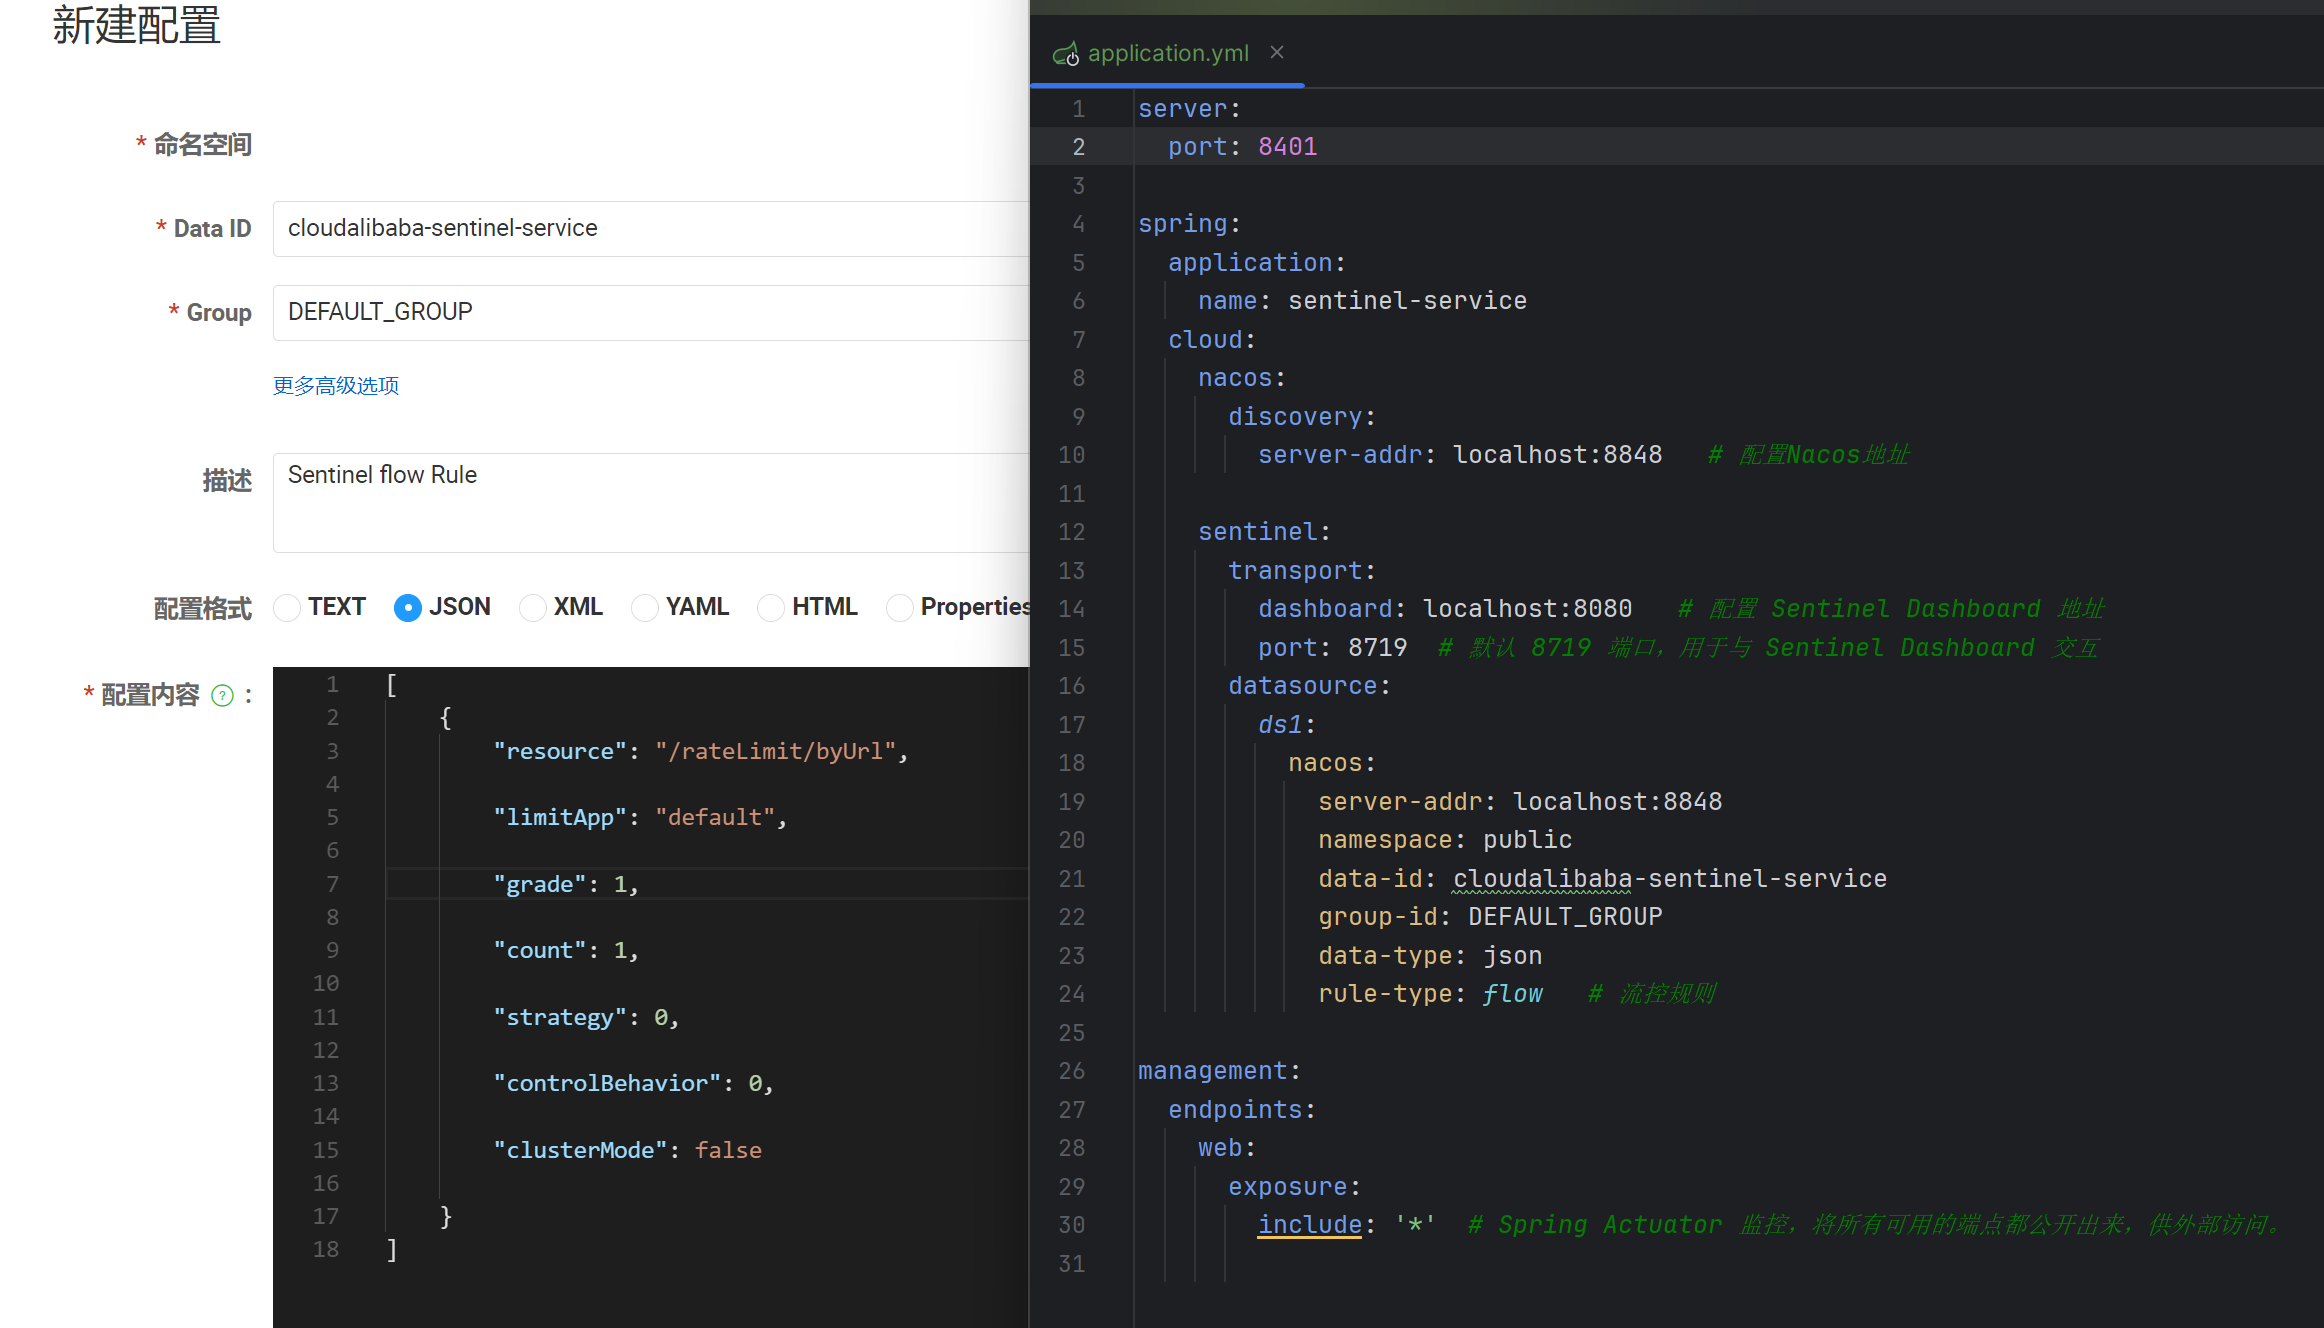 新建配置
* 命名空间
* Data ID
cloudalibaba-sentinel-service
* Group
DEFAULT_GROUP
更多高级选项
描述
Sentinel flow Rule
配置格式
TEXT JSON XML YAML HTML Properties
* 配置内容 ? :
1 [
2 {
3 "resource": "/rateLimit/byUrl",
4
5 "limitApp": "default",
6
7 "grade": 1,
8
9 "count": 1,
10
11 "strategy": 0,
12
13 "controlBehavior": 0,
14
15 "clusterMode": false
16
17 }
18 ]
application.yml ×
1 server:
2 port: 8401
3
4 spring:
5 application:
6 name: sentinel-service
7 cloud:
8 nacos:
9 discovery:
10 server-addr: localhost:8848 # 配置Nacos地址
11
12 sentinel:
13 transport:
14 dashboard: localhost:8080 # 配置 Sentinel Dashboard 地址
15 port: 8719 # 默认 8719 端口，用于与 Sentinel Dashboard 交互
16 datasource:
17 ds1:
18 nacos:
19 server-addr: localhost:8848
20 namespace: public
21 data-id: cloudalibaba-sentinel-service
22 group-id: DEFAULT_GROUP
23 data-type: json
24 rule-type: flow # 流控规则
25
26 management:
27 endpoints:
28 web:
29 exposure:
30 include: '*' # Spring Actuator 监控，将所有可用的端点都公开出来，供外部访问。
31